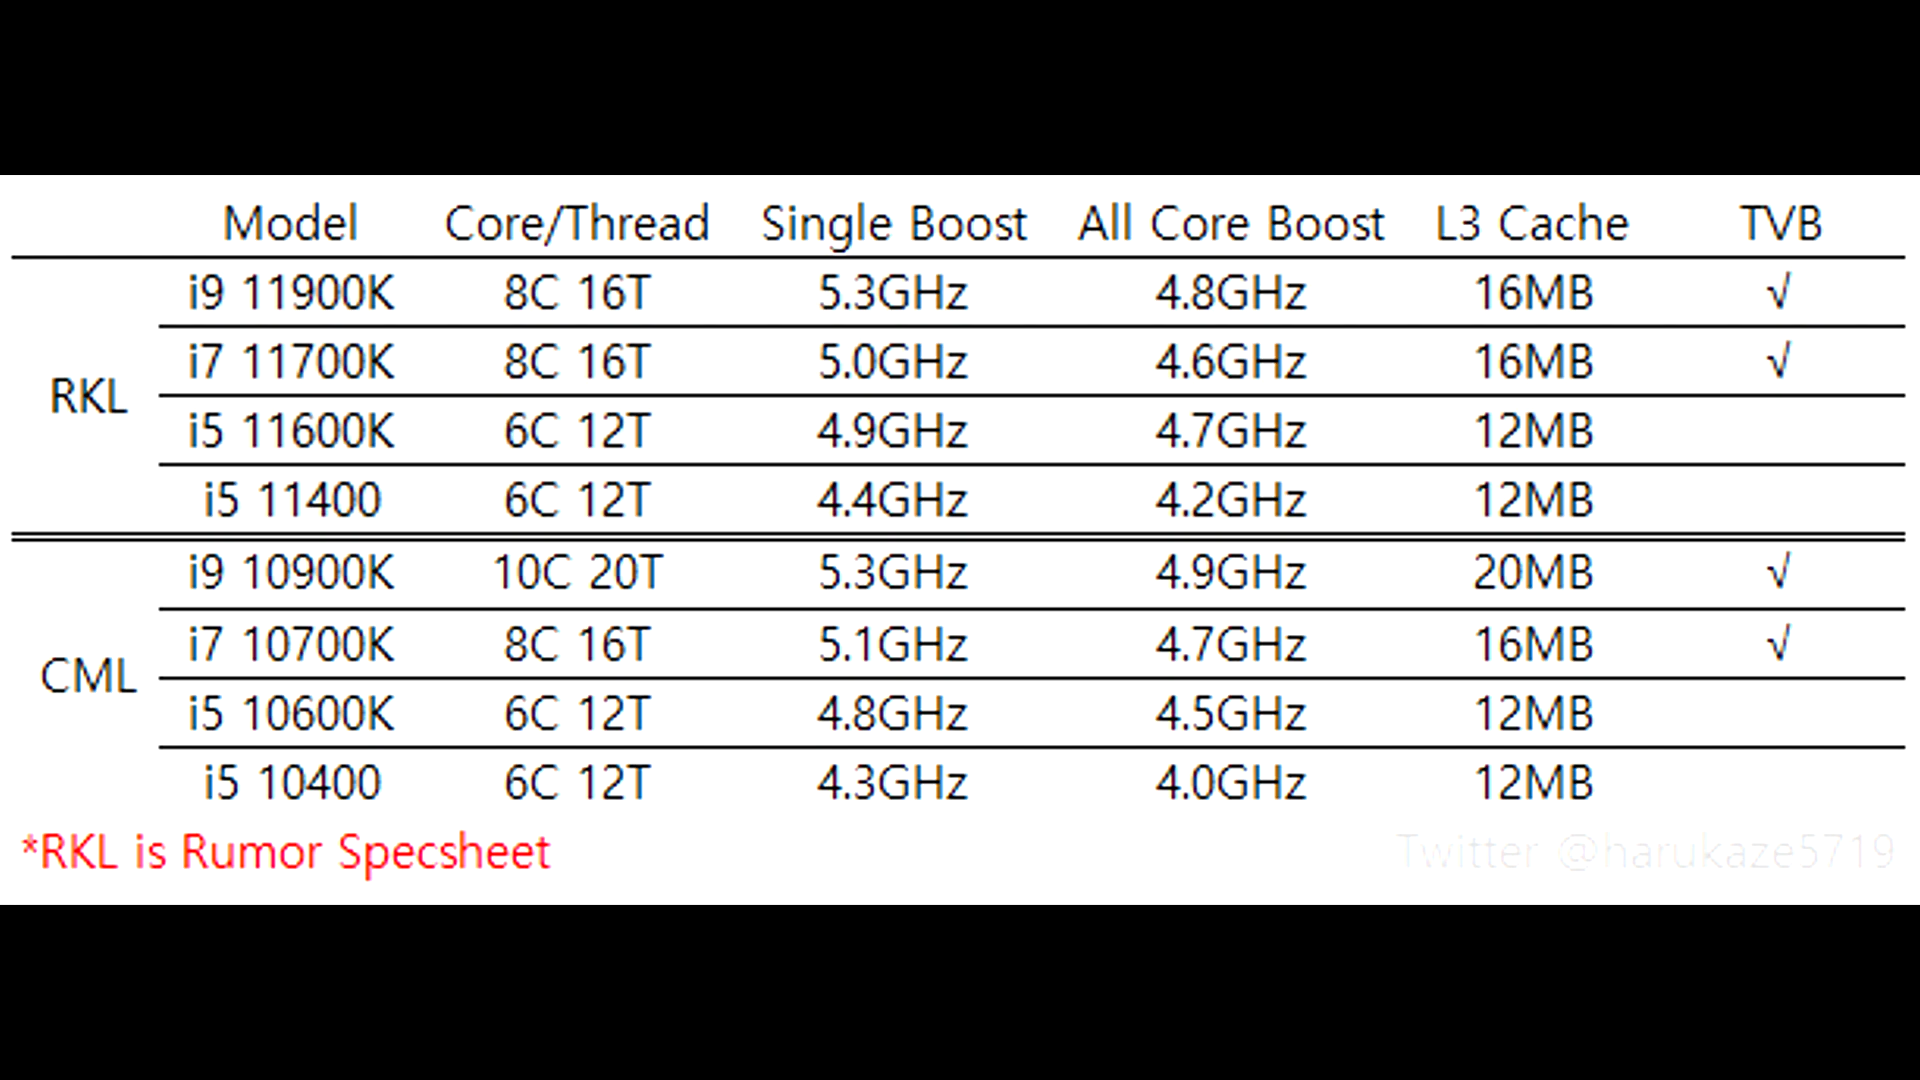 Model Core/Thread Single Boost All Core Boost L3 Cache TVB
i9 11900K 8C 16T 5.3GHz 4.8GHz 16MB √
i7 11700K 8C 16T 5.0GHz 4.6GHz 16MB √
RKL
i5 11600K 6C 12T 4.9GHz 4.7GHz 12MB
i5 11400 6C 12T 4.4GHz 4.2GHz 12MB
i9 10900K 10C 20T 5.3GHz 4.9GHz 20MB √
i7 10700K 8C 16T 5.1GHz 4.7GHz 16MB √
CML
i5 10600K 6C 12T 4.8GHz 4.5GHz 12MB
i5 10400 6C 12T 4.3GHz 4.0GHz 12MB
*RKL is Rumor Specsheet
Twitter @harukaze5719